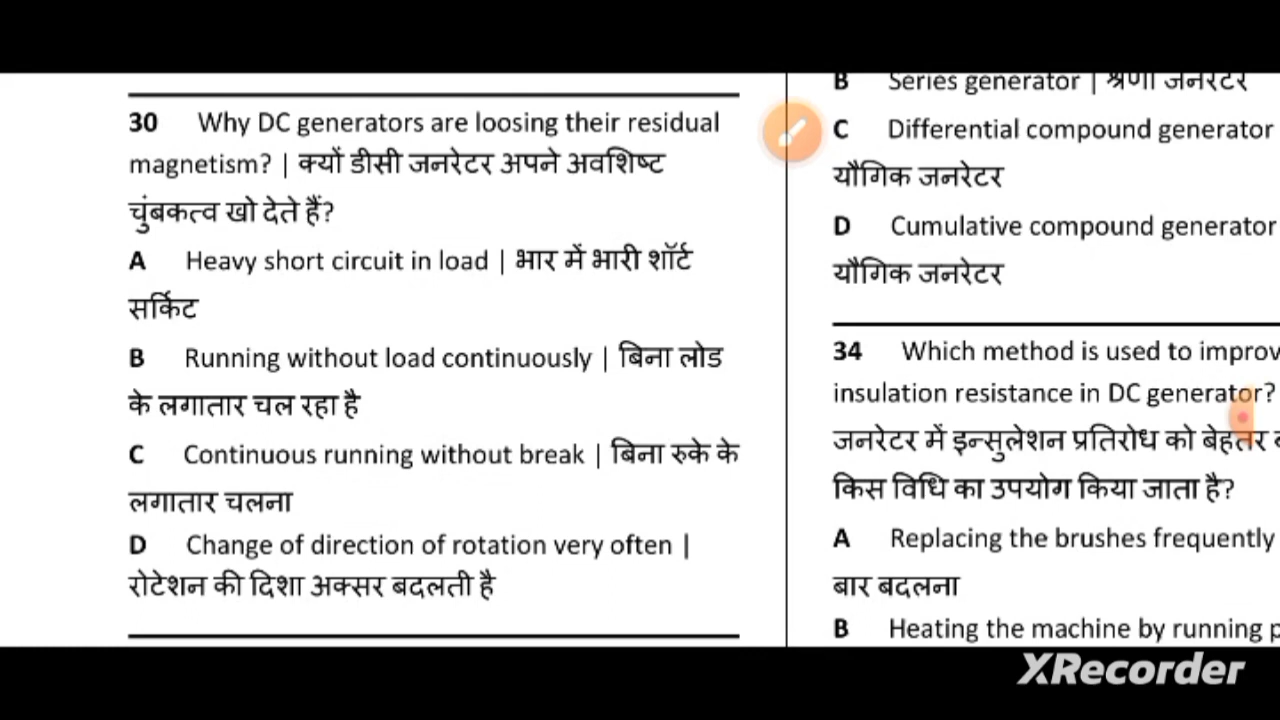 30 Why DC generators are loosing their residual
magnetism? | क्यों डीसी जनरेटर अपने अवशिष्ट
चुंबकत्व खो देते हैं?
A Heavy short circuit in load | भार में भारी शॉर्ट
सर्किट
B Running without load continuously | बिना लोड
के लगातार चल रहा है
C Continuous running without break | बिना रुके के
लगातार चलना
D Change of direction of rotation very often |
रोटेशन की दिशा अक्सर बदलती है
B Series generator | श्रेणी जनरेटर
C Differential compound generator
यौगिक जनरेटर
D Cumulative compound generator
यौगिक जनरेटर
34 Which method is used to improv
insulation resistance in DC generator?
जनरेटर में इन्सुलेशन प्रतिरोध को बेहतर
किस विधि का उपयोग किया जाता है?
A Replacing the brushes frequently
बार बदलना
B Heating the machine by running
XRecorder